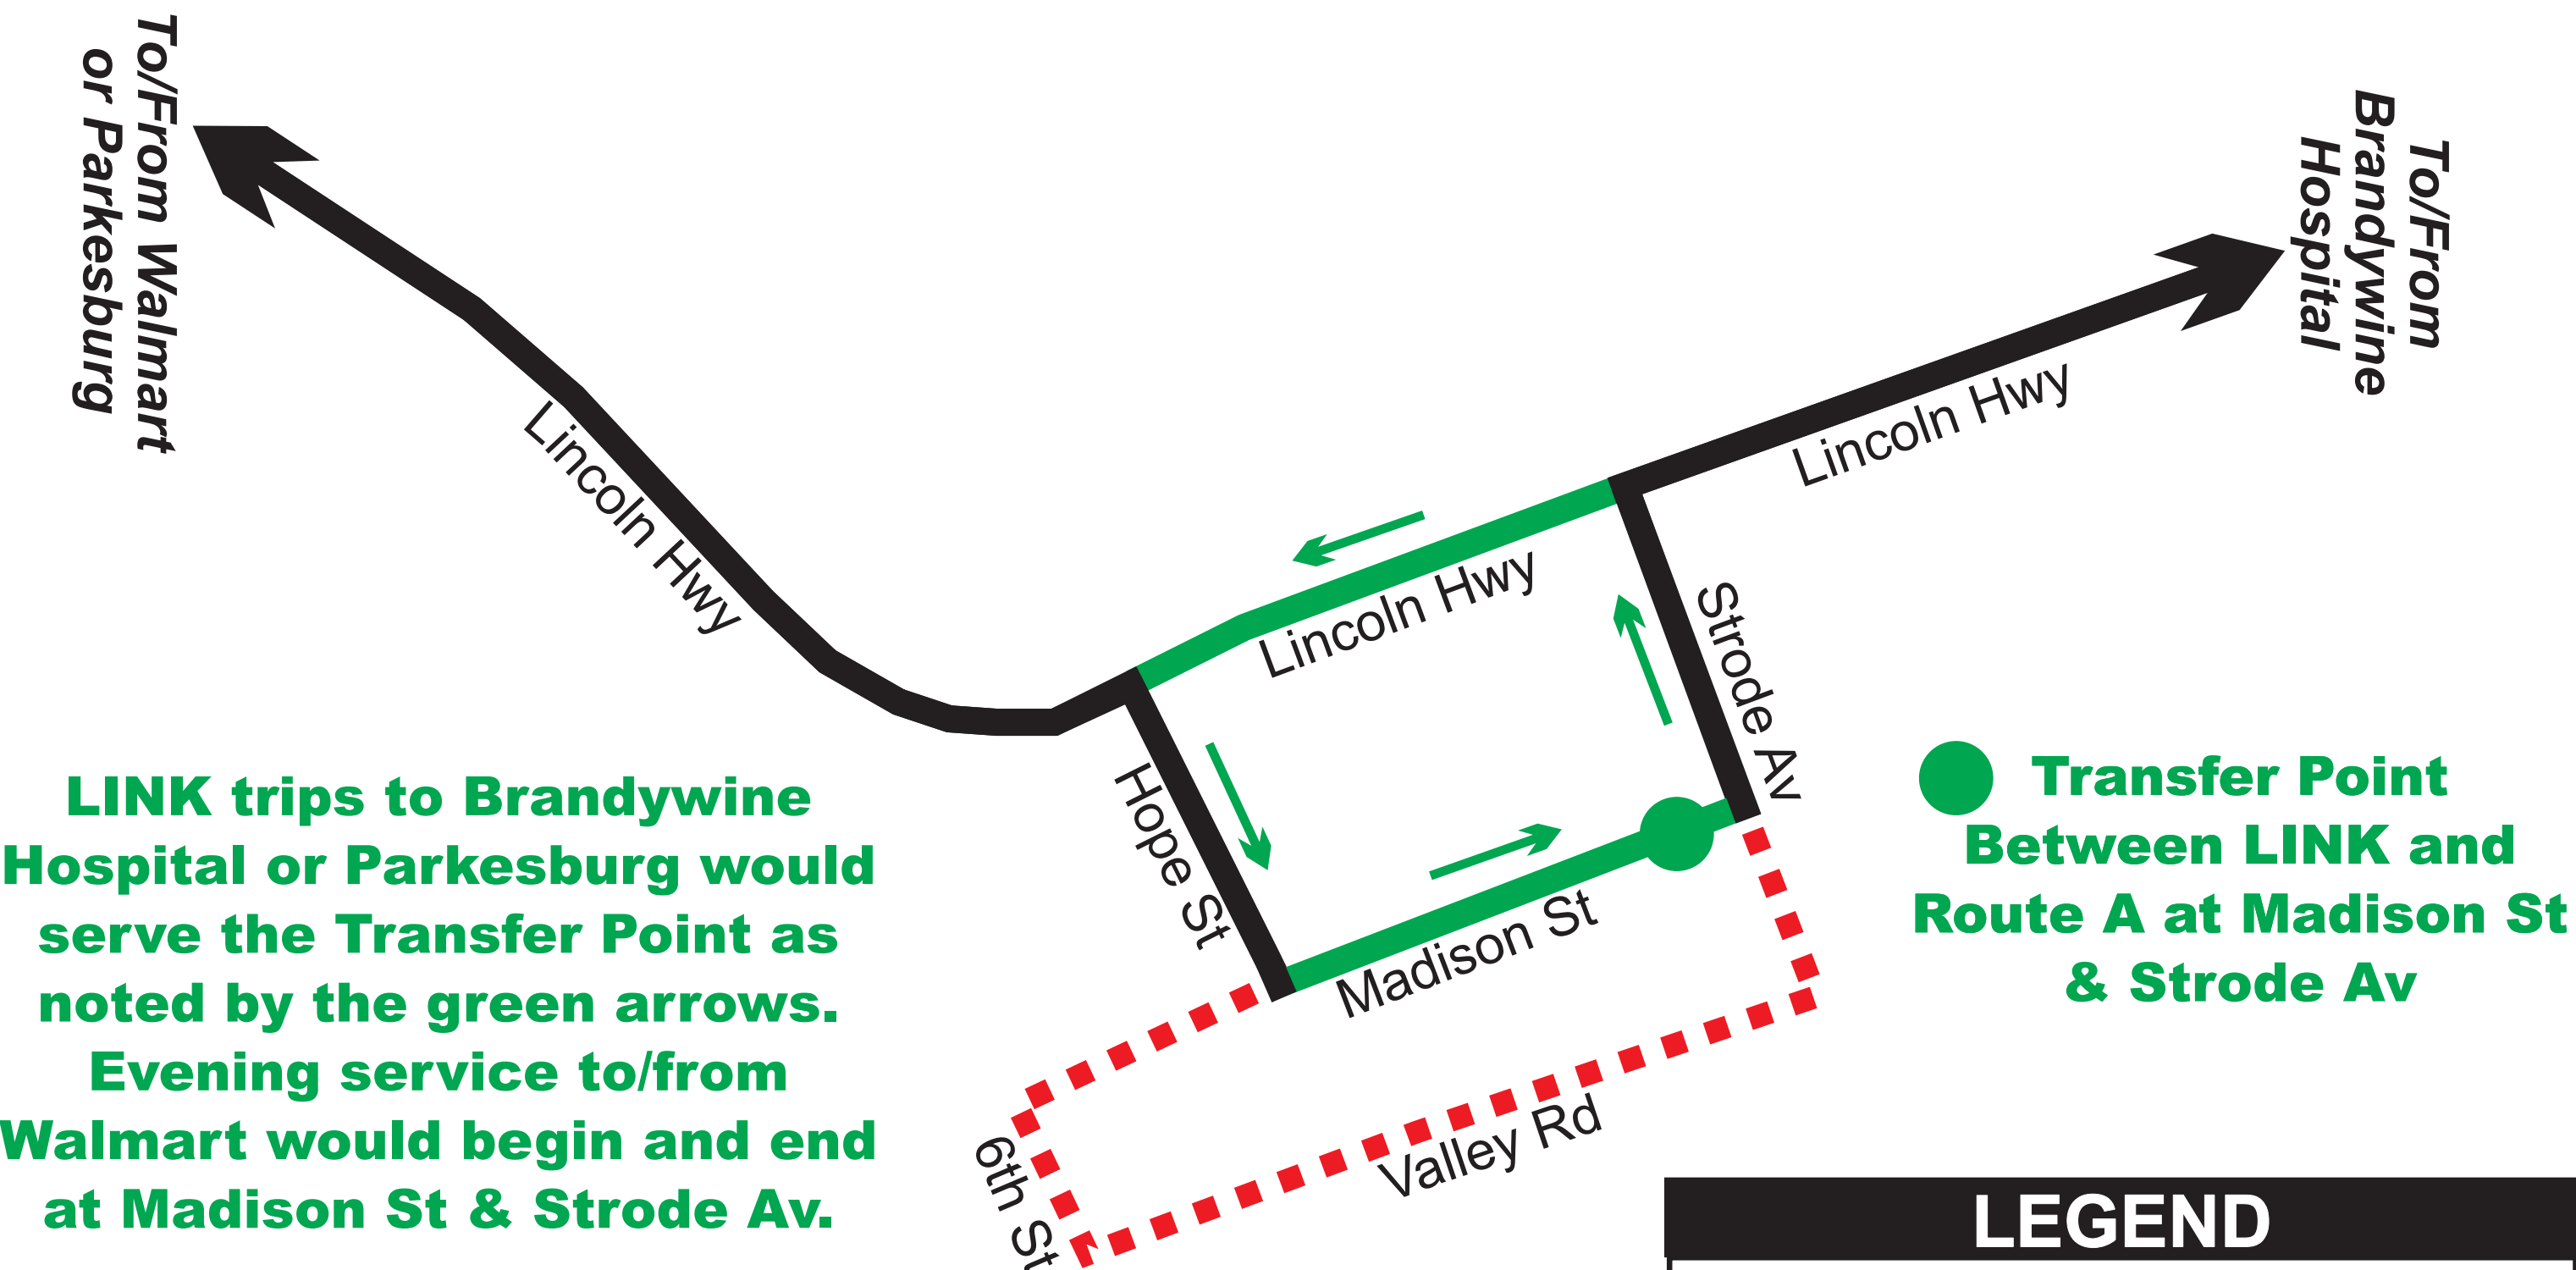 To/From Walmart
or Parkesburg
To/From
Brandywine
Hospital
Lincoln Hwy
Lincoln Hwy
Lincoln Hwy
Strode Av
Hope St
Madison St
LINK trips to Brandywine
Hospital or Parkesburg would
serve the Transfer Point as
noted by the green arrows.
Evening service to/from
Walmart would begin and end
at Madison St & Strode Av.
Transfer Point
Between LINK and
Route A at Madison St
& Strode Av
6th St
Valley Rd
LEGEND